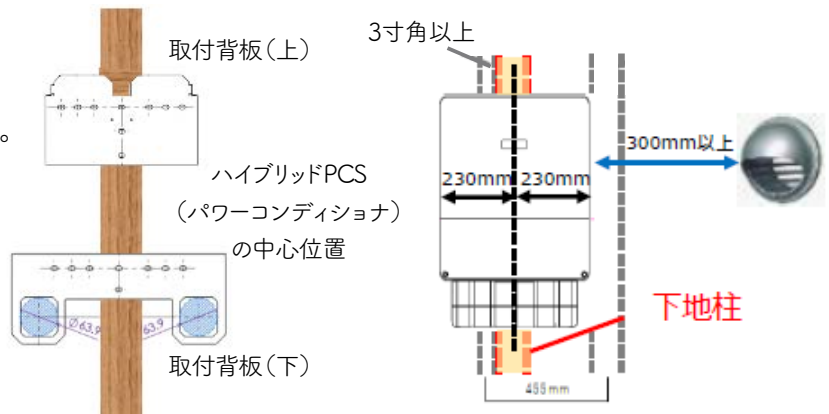 3寸角以上
取付背板（上）
。
300mm以上
ハイブリッドPCS
（パワーコンディショナ）
の中心位置
230mm
230mm
Ø63.9
63.9
下地柱
取付背板（下）
455mm